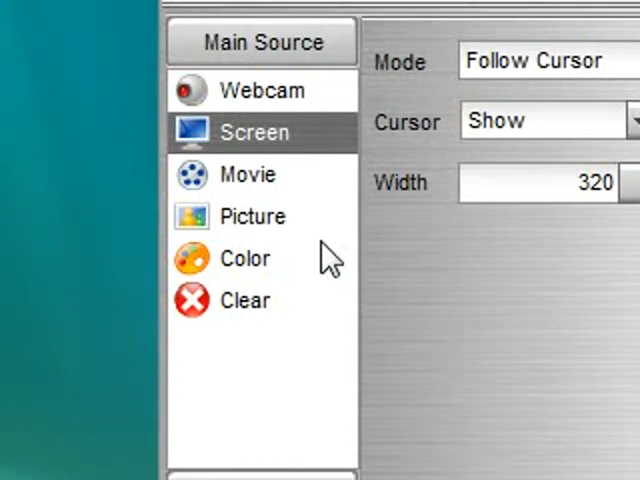 Main Source
Webcam
Screen
Movie
Picture
Color
Clear
Mode Follow Cursor
Cursor Show
Width 320